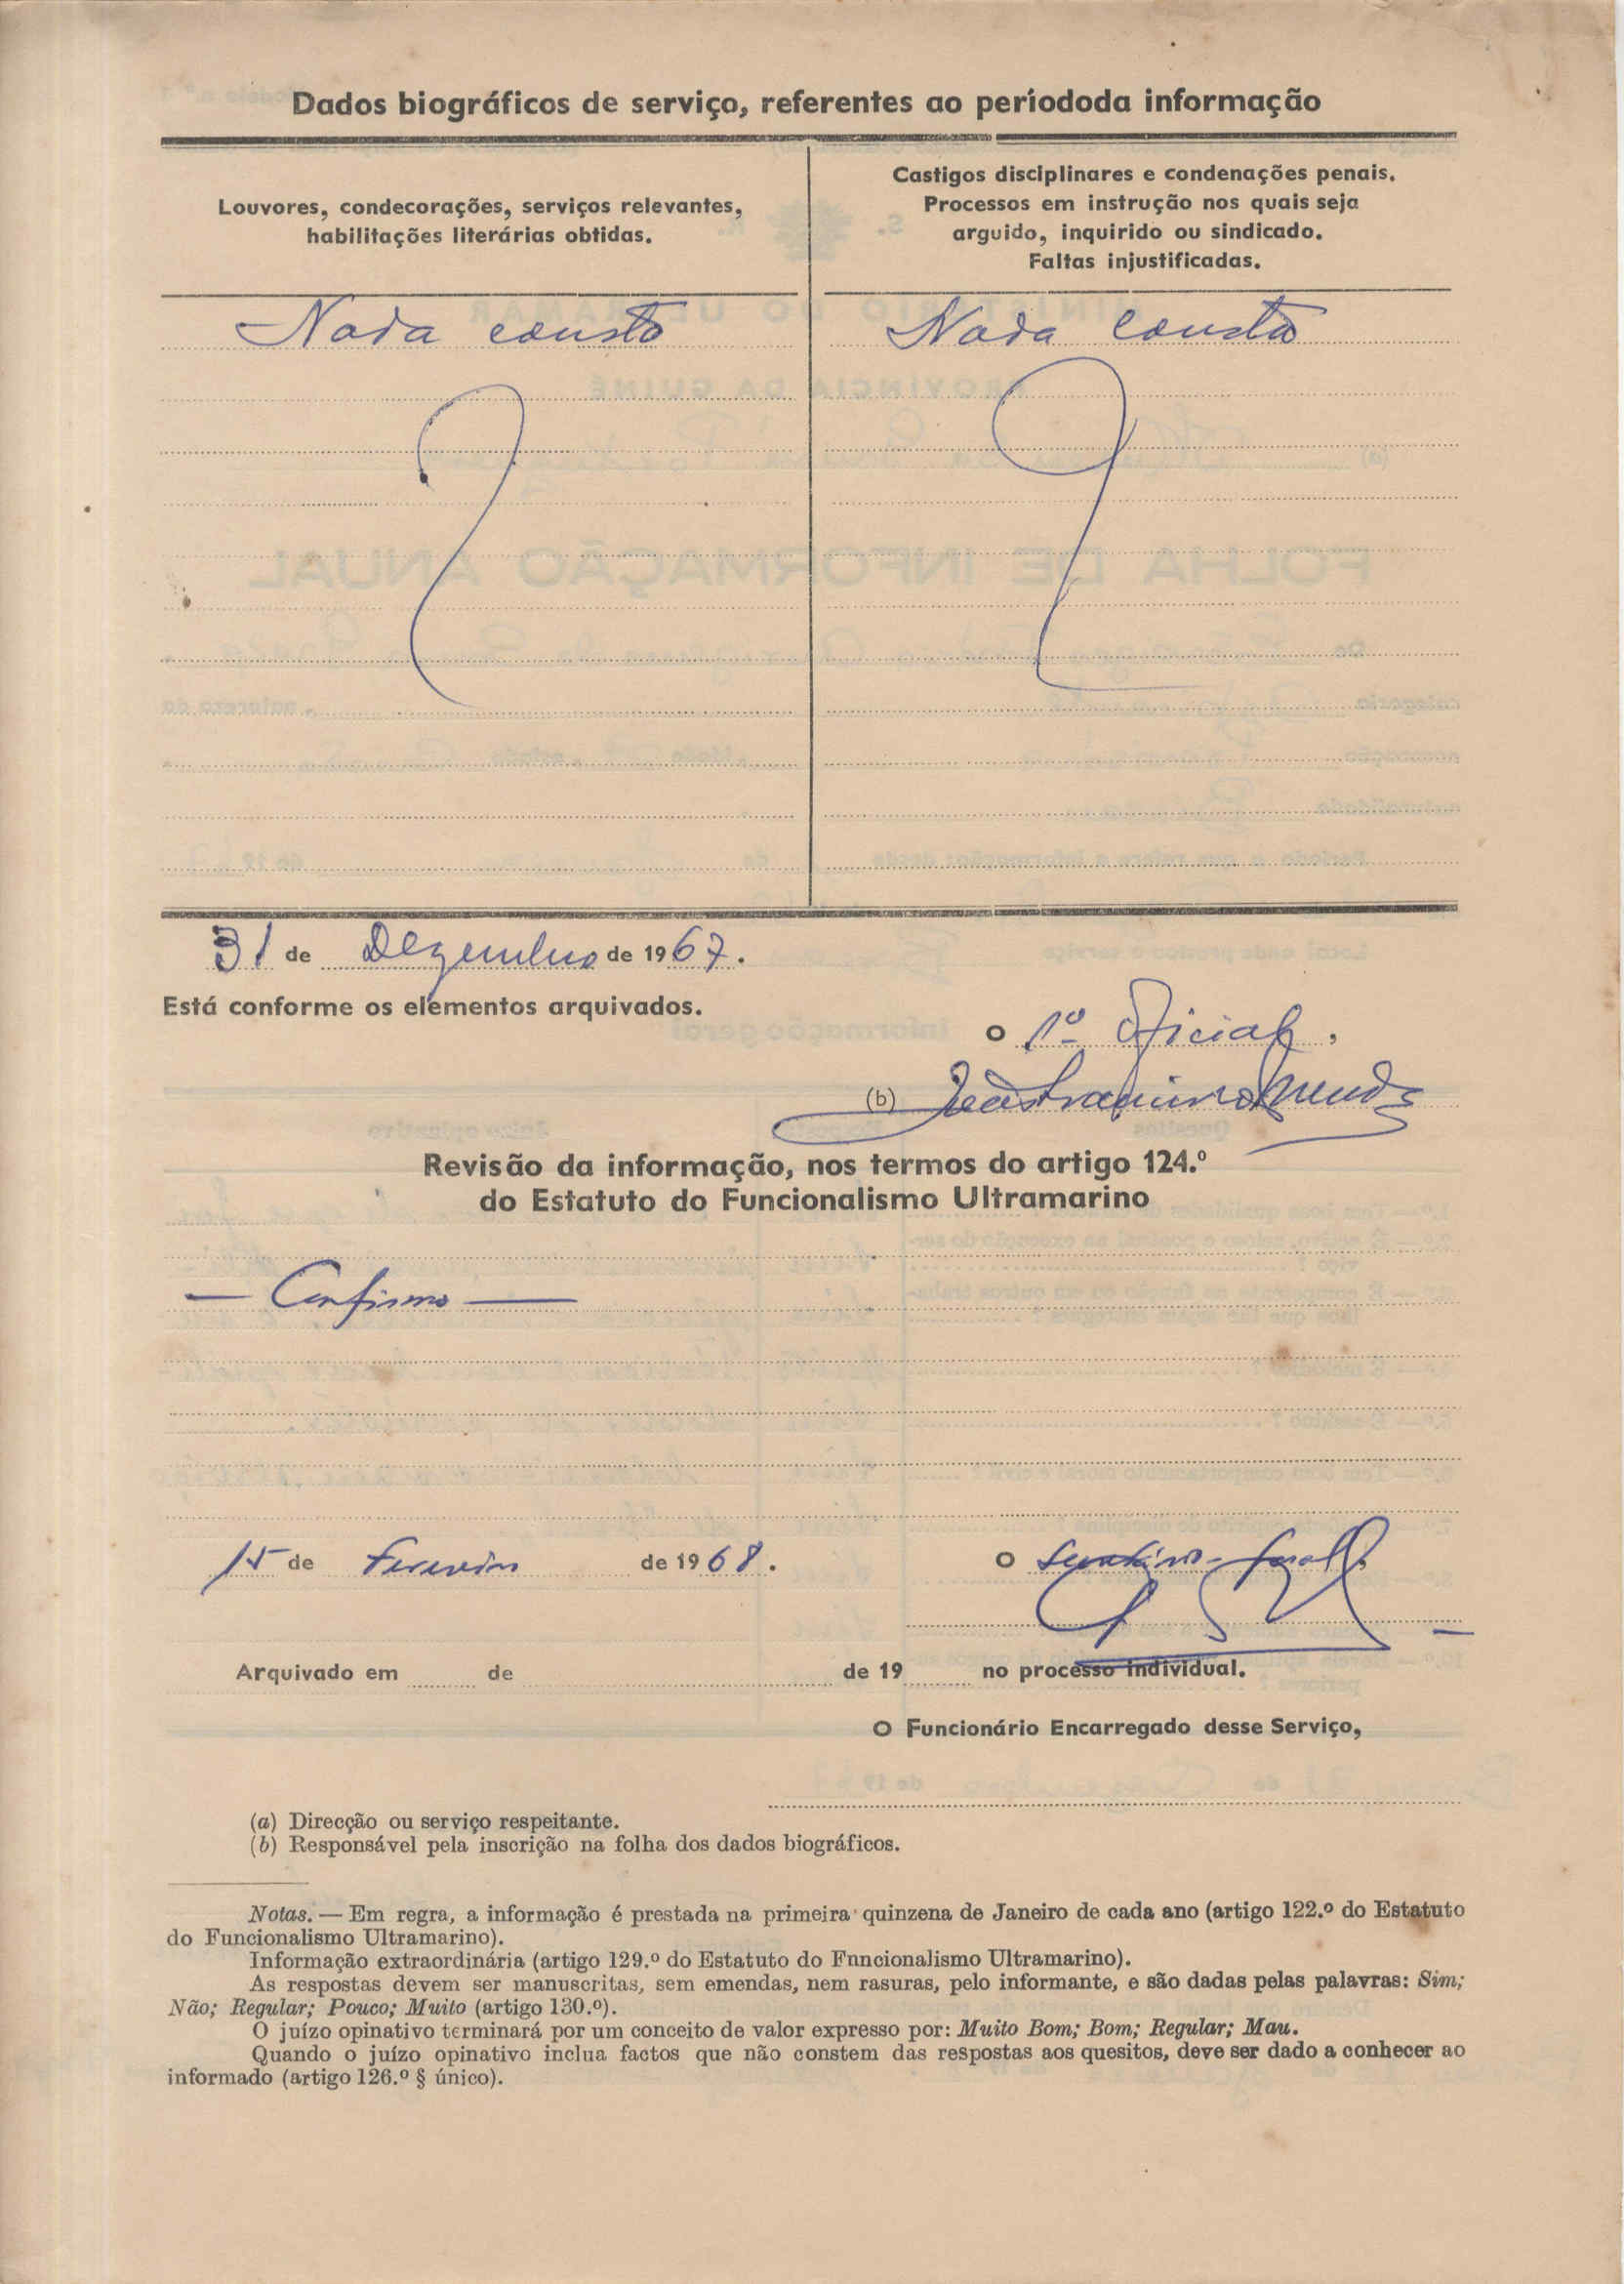 Dados biográficos de serviço, referentes ao períododa informação
Louvores, condecorações, serviços relevantes,
habilitações literárias obtidas.
Castigos disciplinares e condenações penais.
Processos em instrução nos quais seja
arguido, inquirido ou sindicado.
Faltas injustificadas.
Nada consta
Nada consta
31 de Dezembro de 1967.
Está conforme os elementos arquivados.
O 1º Oficial,
(b)
Revisão da informação, nos termos do artigo 124.º
do Estatuto do Funcionalismo Ultramarino
— Confirmo —
15 de Fevereiro de 1968.
O Secretário-Geral,
Arquivado em de de 19 no processo individual.
O Funcionário Encarregado desse Serviço,
(a) Direcção ou serviço respeitante.
(b) Responsável pela inscrição na folha dos dados biográficos.
Notas. — Em regra, a informação é prestada na primeira quinzena de Janeiro de cada ano (artigo 122.º do Estatuto
do Funcionalismo Ultramarino).
Informação extraordinária (artigo 129.º do Estatuto do Fnncionalismo Ultramarino).
As respostas devem ser manuscritas, sem emendas, nem rasuras, pelo informante, e são dadas pelas palavras: Sim;
Não; Regular; Pouco; Muito (artigo 130.º).
O juízo opinativo terminará por um conceito de valor expresso por: Muito Bom; Bom; Regular; Mau.
Quando o juízo opinativo inclua factos que não constem das respostas aos quesitos, deve ser dado a conhecer ao
informado (artigo 126.º § único).